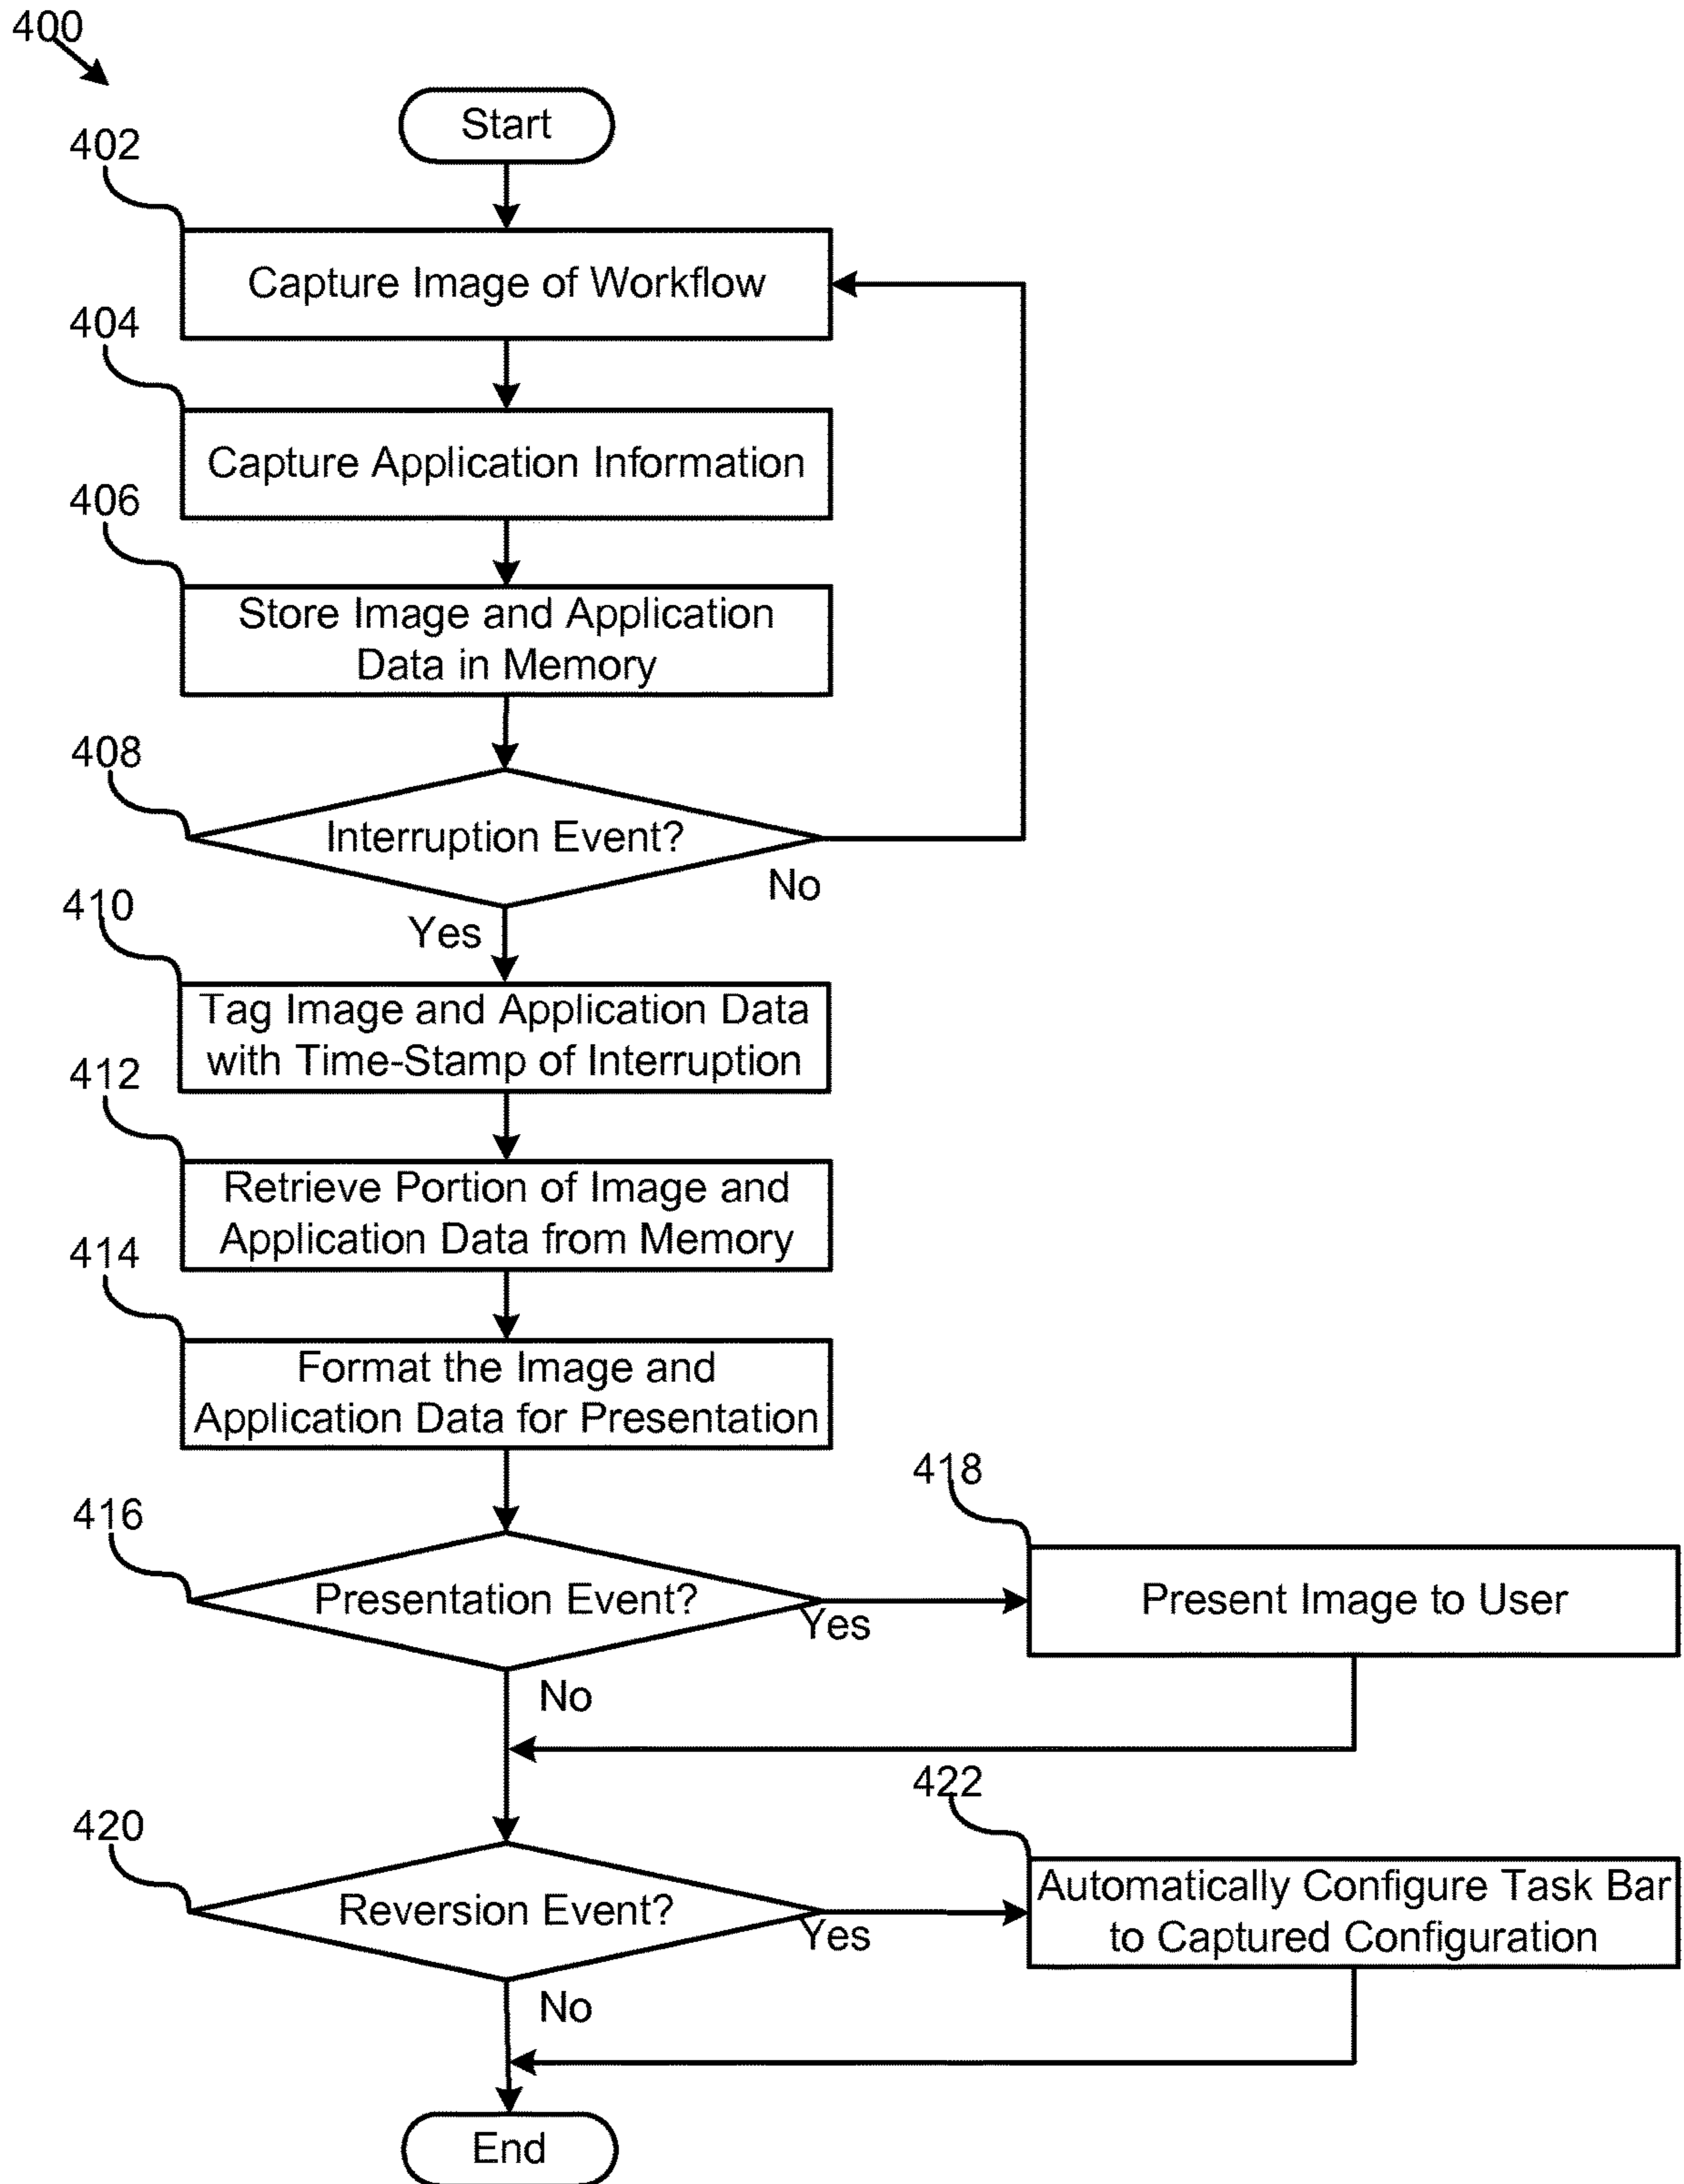 400
Start
402
Capture Image of Workflow
404
Capture Application Information
406
Store Image and Application
Data in Memory
408
Interruption Event?
No
Yes
410
Tag Image and Application Data
with Time-Stamp of Interruption
412
Retrieve Portion of Image and
Application Data from Memory
414
Format the Image and
Application Data for Presentation
416
Presentation Event?
Yes
418
Present Image to User
No
420
Reversion Event?
Yes
422
Automatically Configure Task Bar
to Captured Configuration
No
End